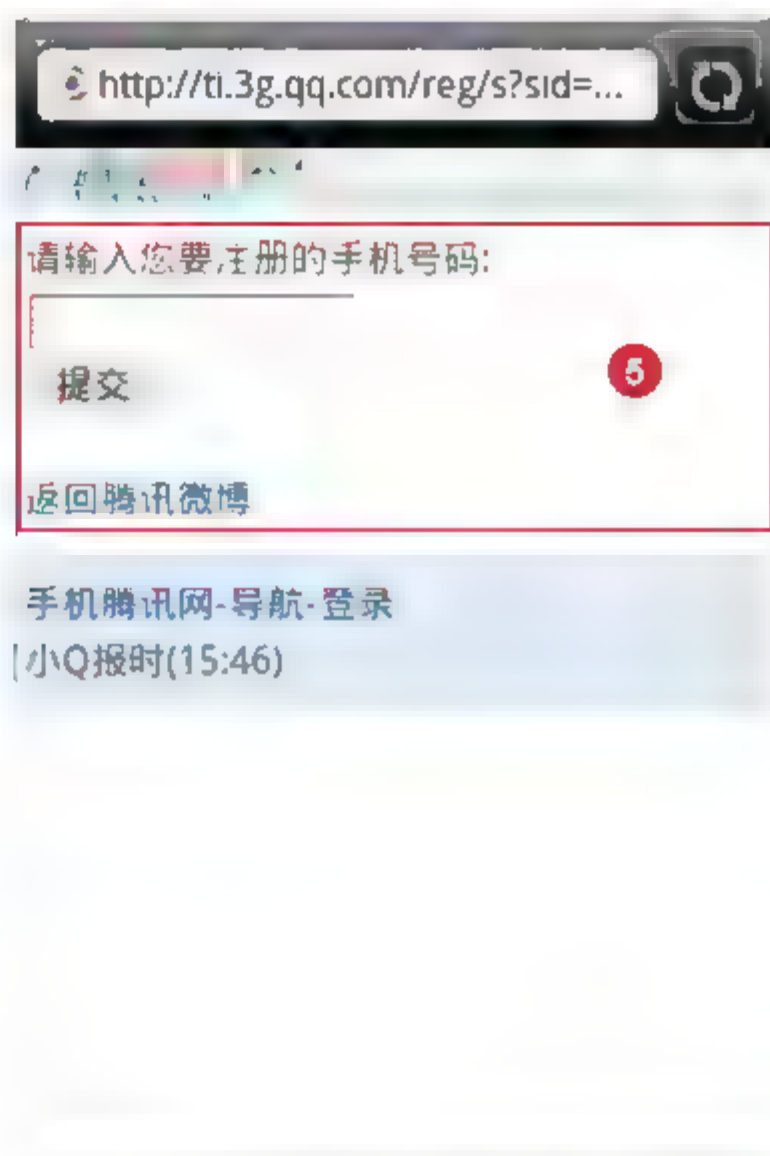 http://ti.3g.qq.com/reg/s?sid=...
请输入您要注册的手机号码:
提交
5
返回腾讯微博
手机腾讯网-导航-登录
小Q报时(15:46)